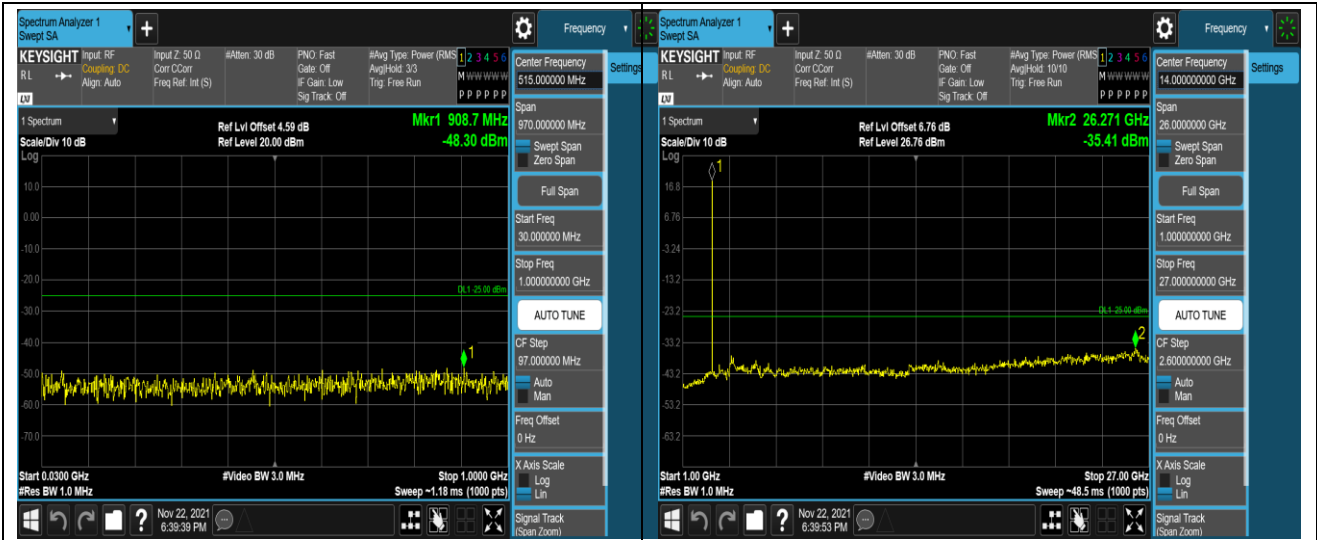 Spectrum Analyzer 1
Swept SA
+
Frequency
KEYSIGHT
RL
LXI
Input: RF
Coupling: DC
Align: Auto
Input Z: 50 Ω
Corr CCorr
Freq Ref: Int (S)
#Atten: 30 dB
PNO: Fast
Gate: Off
IF Gain: Low
Sig Track: Off
#Avg Type: Power (RMS
Avg|Hold: 3/3
Trig: Free Run
1 2 3 4 5 6
M W W W W W
P P P P P P
1 Spectrum
Scale/Div 10 dB
Log
Ref Lvl Offset 4.59 dB
Ref Level 20.00 dBm
Mkr1 908.7 MHz
-48.30 dBm
10.0
0.00
-10.0
-20.0
-30.0
-40.0
-50.0
-60.0
-70.0
DL1 -25.00 dBm
1
Start 0.0300 GHz
#Res BW 1.0 MHz
#Video BW 3.0 MHz
Stop 1.0000 GHz
Sweep ~1.18 ms (1000 pts)
?
Nov 22, 2021
6:39:39 PM
Center Frequency
515.000000 MHz
Settings
Span
970.000000 MHz
Swept Span
Zero Span
Full Span
Start Freq
30.000000 MHz
Stop Freq
1.000000000 GHz
AUTO TUNE
CF Step
97.000000 MHz
Auto
Man
Freq Offset
0 Hz
X Axis Scale
Log
Lin
Signal Track
(Span Zoom)
Spectrum Analyzer 1
Swept SA
+
Frequency
KEYSIGHT
RL
LXI
Input: RF
Coupling: DC
Align: Auto
Input Z: 50 Ω
Corr CCorr
Freq Ref: Int (S)
#Atten: 30 dB
PNO: Fast
Gate: Off
IF Gain: Low
Sig Track: Off
#Avg Type: Power (RMS
Avg|Hold: 10/10
Trig: Free Run
1 2 3 4 5 6
M W W W W W
P P P P P P
1 Spectrum
Scale/Div 10 dB
Log
Ref Lvl Offset 6.76 dB
Ref Level 26.76 dBm
Mkr2 26.271 GHz
-35.41 dBm
16.8
6.76
-3.24
-13.2
-23.2
-33.2
-43.2
-53.2
-63.2
1
DL1 -25.00 dBm
2
Start 1.00 GHz
#Res BW 1.0 MHz
#Video BW 3.0 MHz
Stop 27.00 GHz
Sweep ~48.5 ms (1000 pts)
?
Nov 22, 2021
6:39:53 PM
Center Frequency
14.000000000 GHz
Settings
Span
26.0000000 GHz
Swept Span
Zero Span
Full Span
Start Freq
1.000000000 GHz
Stop Freq
27.000000000 GHz
AUTO TUNE
CF Step
2.600000000 GHz
Auto
Man
Freq Offset
0 Hz
X Axis Scale
Log
Lin
Signal Track
(Span Zoom)